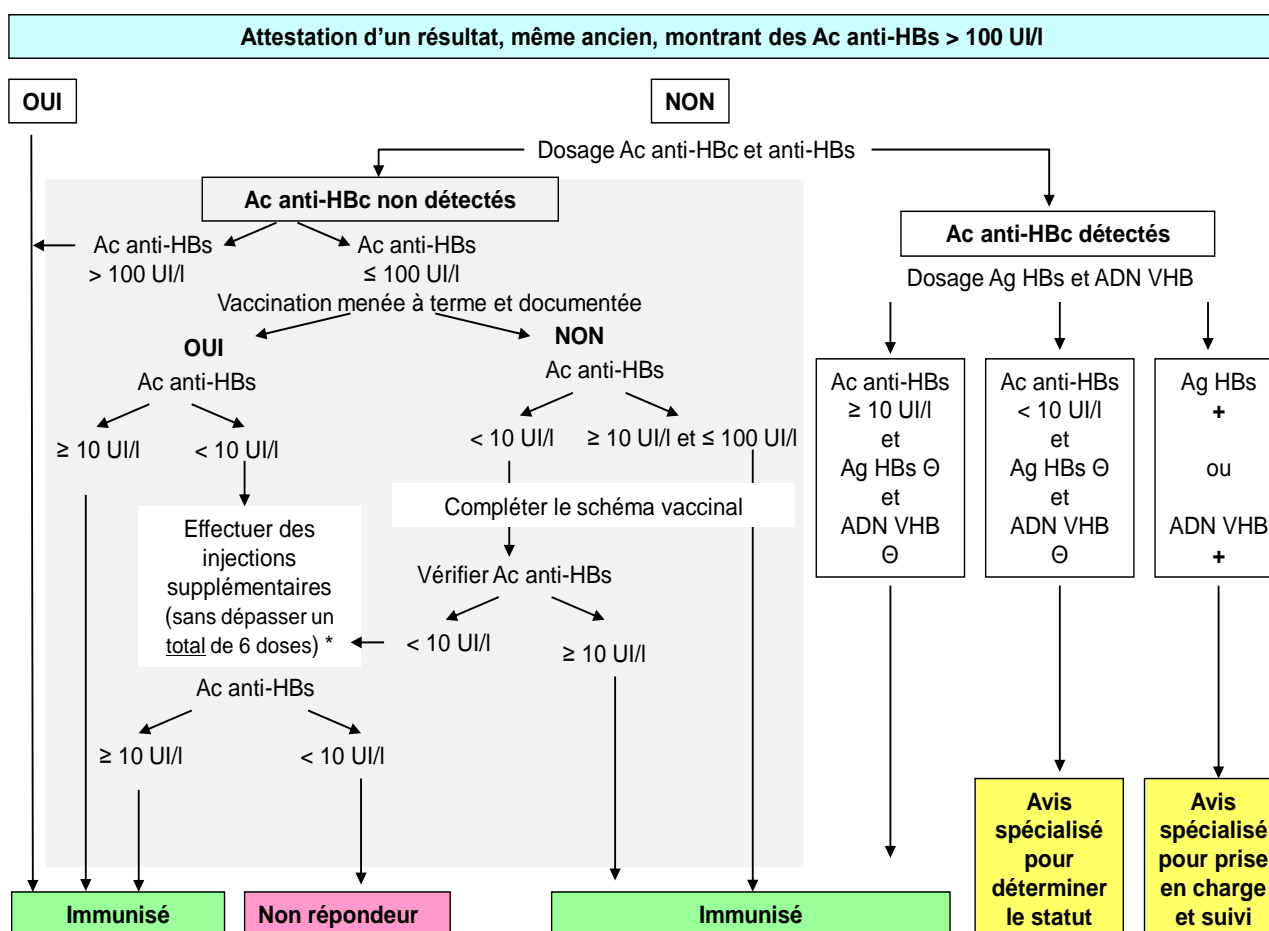 Attestation d’un résultat, même ancien, montrant des Ac anti-HBs > 100 UI/l
OUI
NON
Dosage Ac anti-HBc et anti-HBs
Ac anti-HBc non détectés
Ac anti-HBs
> 100 UI/l
Ac anti-HBs
≤ 100 UI/l
Vaccination menée à terme et documentée
OUI
Ac anti-HBs
≥ 10 UI/l
< 10 UI/l
NON
Ac anti-HBs
< 10 UI/l
≥ 10 UI/l et ≤ 100 UI/l
Effectuer des
injections
supplémentaires
(sans dépasser un
total de 6 doses) *
Compléter le schéma vaccinal
Vérifier Ac anti-HBs
< 10 UI/l
≥ 10 UI/l
Ac anti-HBs
≥ 10 UI/l
< 10 UI/l
Ac anti-HBc détectés
Dosage Ag HBs et ADN VHB
Ac anti-HBs
≥ 10 UI/l
et
Ag HBs Θ
et
ADN VHB
Θ
Ac anti-HBs
< 10 UI/l
et
Ag HBs Θ
et
ADN VHB
Θ
Ag HBs
+
ou
ADN VHB
+
Immunisé
Non répondeur
Immunisé
Avis
spécialisé
pour
déterminer
le statut
Avis
spécialisé
pour prise
en charge
et suivi